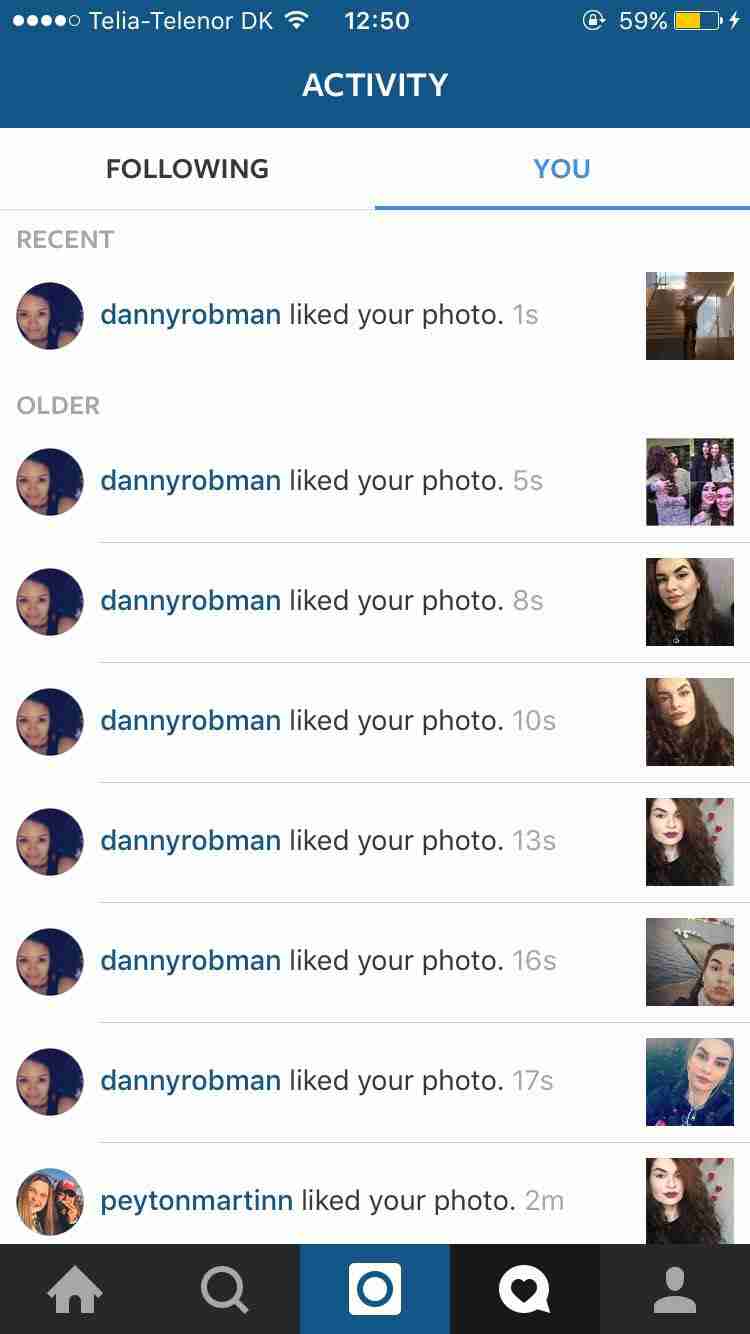 Telia-Telenor DK 12:50 59%
ACTIVITY
FOLLOWING YOU
RECENT
dannyrobman liked your photo. 1s
OLDER
dannyrobman liked your photo. 5s
dannyrobman liked your photo. 8s
dannyrobman liked your photo. 10s
dannyrobman liked your photo. 13s
dannyrobman liked your photo. 16s
dannyrobman liked your photo. 17s
peytonmartinn liked your photo. 2m